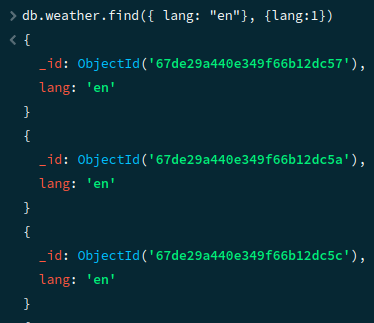 > db.weather.find({ lang: "en"}, {lang:1})
< {
_id: ObjectId('67de29a440e349f66b12dc57'),
lang: 'en'
}
{
_id: ObjectId('67de29a440e349f66b12dc5a'),
lang: 'en'
}
{
_id: ObjectId('67de29a440e349f66b12dc5c'),
lang: 'en'
}